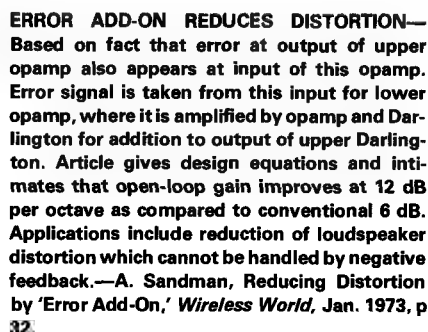 ERROR ADD-ON REDUCES DISTORTION—
Based on fact that error at output of upper
opamp also appears at input of this opamp.
Error signal is taken from this input for lower
opamp, where it is amplified by opamp and Dar-
lington for addition to output of upper Darling-
ton. Article gives design equations and inti-
mates that open-loop gain improves at 12 dB
per octave as compared to conventional 6 dB.
Applications include reduction of loudspeaker
distortion which cannot be handled by negative
feedback.—A. Sandman, Reducing Distortion
by 'Error Add-On,' Wireless World, Jan. 1973, p
32.